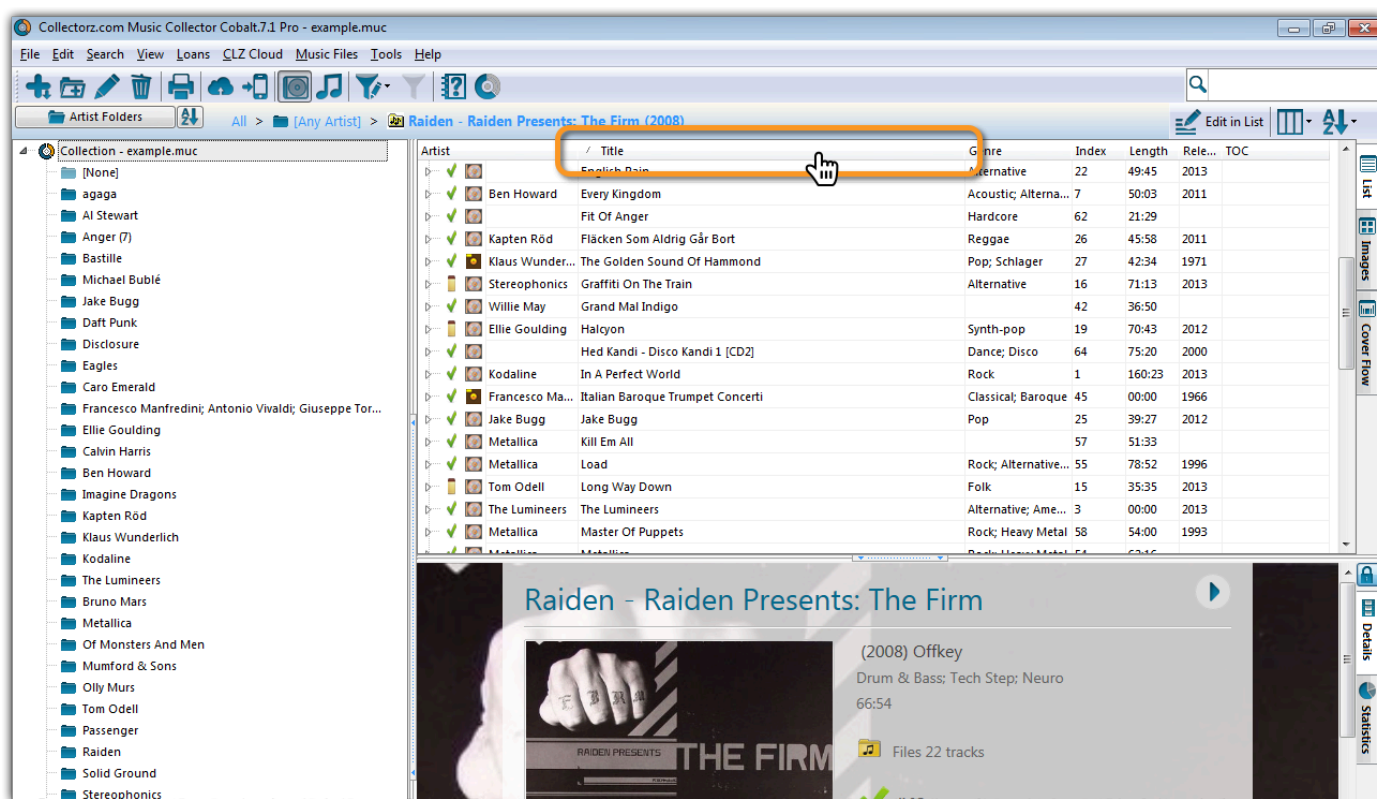 Collectorz.com Music Collector Cobalt.7.1 Pro - example.muc
File Edit Search View Loans CLZ Cloud Music Files Tools Help
Artist Folders
All > [Any Artist] > Raiden - Raiden Presents: The Firm (2008)
Edit in List
Collection - example.muc
[None]
agaga
Al Stewart
Anger (7)
Bastille
Michael Bublé
Jake Bugg
Daft Punk
Disclosure
Eagles
Caro Emerald
Francesco Manfredini; Antonio Vivaldi; Giuseppe Tor...
Ellie Goulding
Calvin Harris
Ben Howard
Imagine Dragons
Kapten Röd
Klaus Wunderlich
Kodaline
The Lumineers
Bruno Mars
Metallica
Of Monsters And Men
Mumford & Sons
Olly Murs
Tom Odell
Passenger
Raiden
Solid Ground
Stereophonics
Artist Title Genre Index Length Rele... TOC
English Rain Alternative 22 49:45 2013
Ben Howard Every Kingdom Acoustic; Alterna... 7 50:03 2011
Fit Of Anger Hardcore 62 21:29
Kapten Röd Fläcken Som Aldrig Går Bort Reggae 26 45:58 2011
Klaus Wunder... The Golden Sound Of Hammond Pop; Schlager 27 42:34 1971
Stereophonics Graffiti On The Train Alternative 16 71:13 2013
Willie May Grand Mal Indigo 42 36:50
Ellie Goulding Halcyon Synth-pop 19 70:43 2012
Hed Kandi - Disco Kandi 1 [CD2] Dance; Disco 64 75:20 2000
Kodaline In A Perfect World Rock 1 160:23 2013
Francesco Ma... Italian Baroque Trumpet Concerti Classical; Baroque 45 00:00 1966
Jake Bugg Jake Bugg Pop 25 39:27 2012
Metallica Kill Em All 57 51:33
Metallica Load Rock; Alternative... 55 78:52 1996
Tom Odell Long Way Down Folk 15 35:35 2013
The Lumineers The Lumineers Alternative; Ame... 3 00:00 2013
Metallica Master Of Puppets Rock; Heavy Metal 58 54:00 1993
Metallica Metallica Rock; Heavy Metal
List
Images
Cover Flow
Raiden - Raiden Presents: The Firm
(2008) Offkey
Drum & Bass; Tech Step; Neuro
66:54
Files 22 tracks
RAIDEN PRESENTS THE FIRM
Details
Statistics